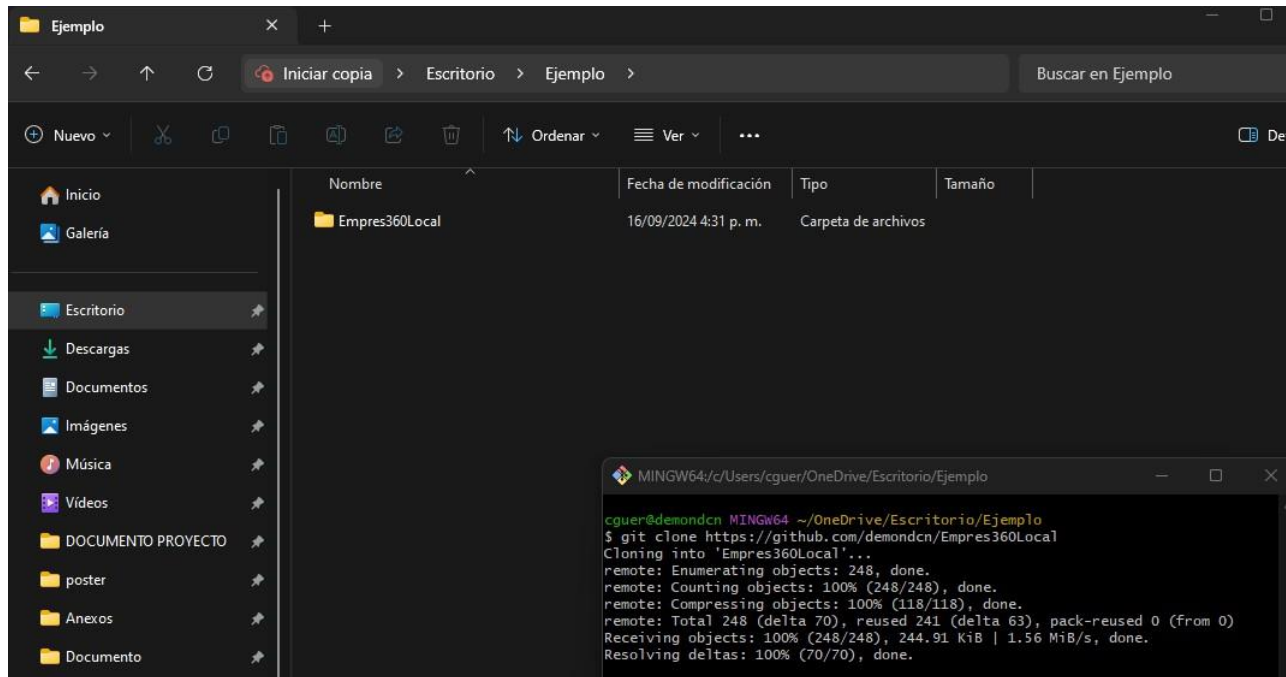 Ejemplo
Iniciar copia > Escritorio > Ejemplo >
Buscar en Ejemplo
Nuevo
Ordenar
Ver
De
Inicio
Galería
Escritorio
Descargas
Documentos
Imágenes
Música
Vídeos
DOCUMENTO PROYECTO
poster
Anexos
Documento
Nombre Fecha de modificación Tipo Tamaño
Empres360Local 16/09/2024 4:31 p. m. Carpeta de archivos
MINGW64:/c/Users/cguer/OneDrive/Escritorio/Ejemplo
cguer@demondcn MINGW64 ~/OneDrive/Escritorio/Ejemplo
$ git clone https://github.com/demondcn/Empres360Local
Cloning into 'Empres360Local'...
remote: Enumerating objects: 248, done.
remote: Counting objects: 100% (248/248), done.
remote: Compressing objects: 100% (118/118), done.
remote: Total 248 (delta 70), reused 241 (delta 63), pack-reused 0 (from 0)
Receiving objects: 100% (248/248), 244.91 KiB | 1.56 MiB/s, done.
Resolving deltas: 100% (70/70), done.